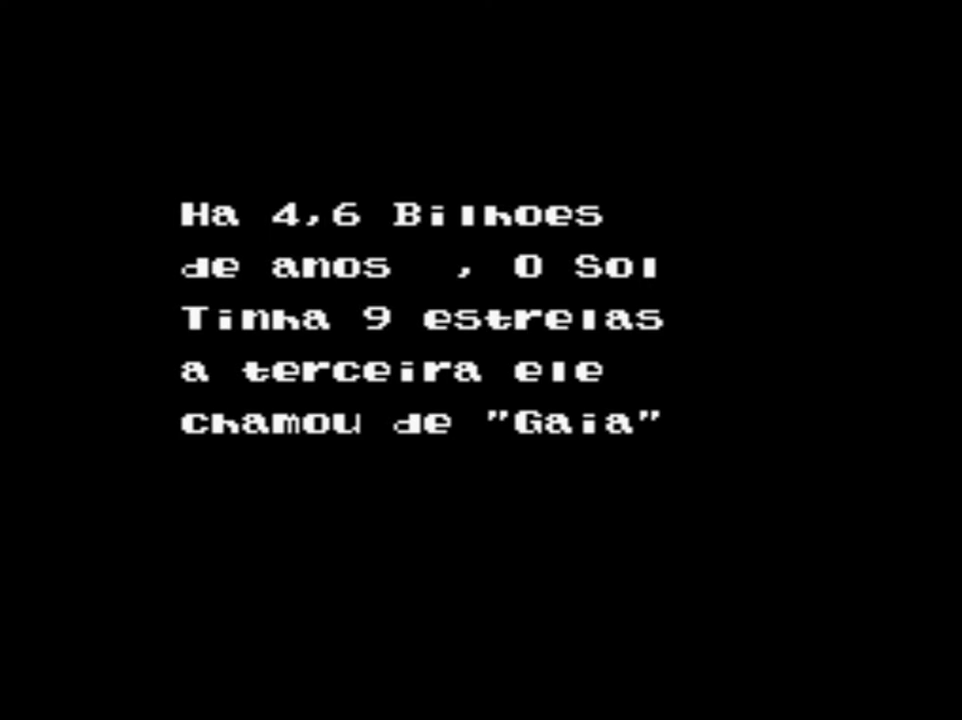 Ha 4,6 Bilhoes
de anos , O Sol
Tinha 9 estrelas
a terceira ele
chamou de "Gaia"